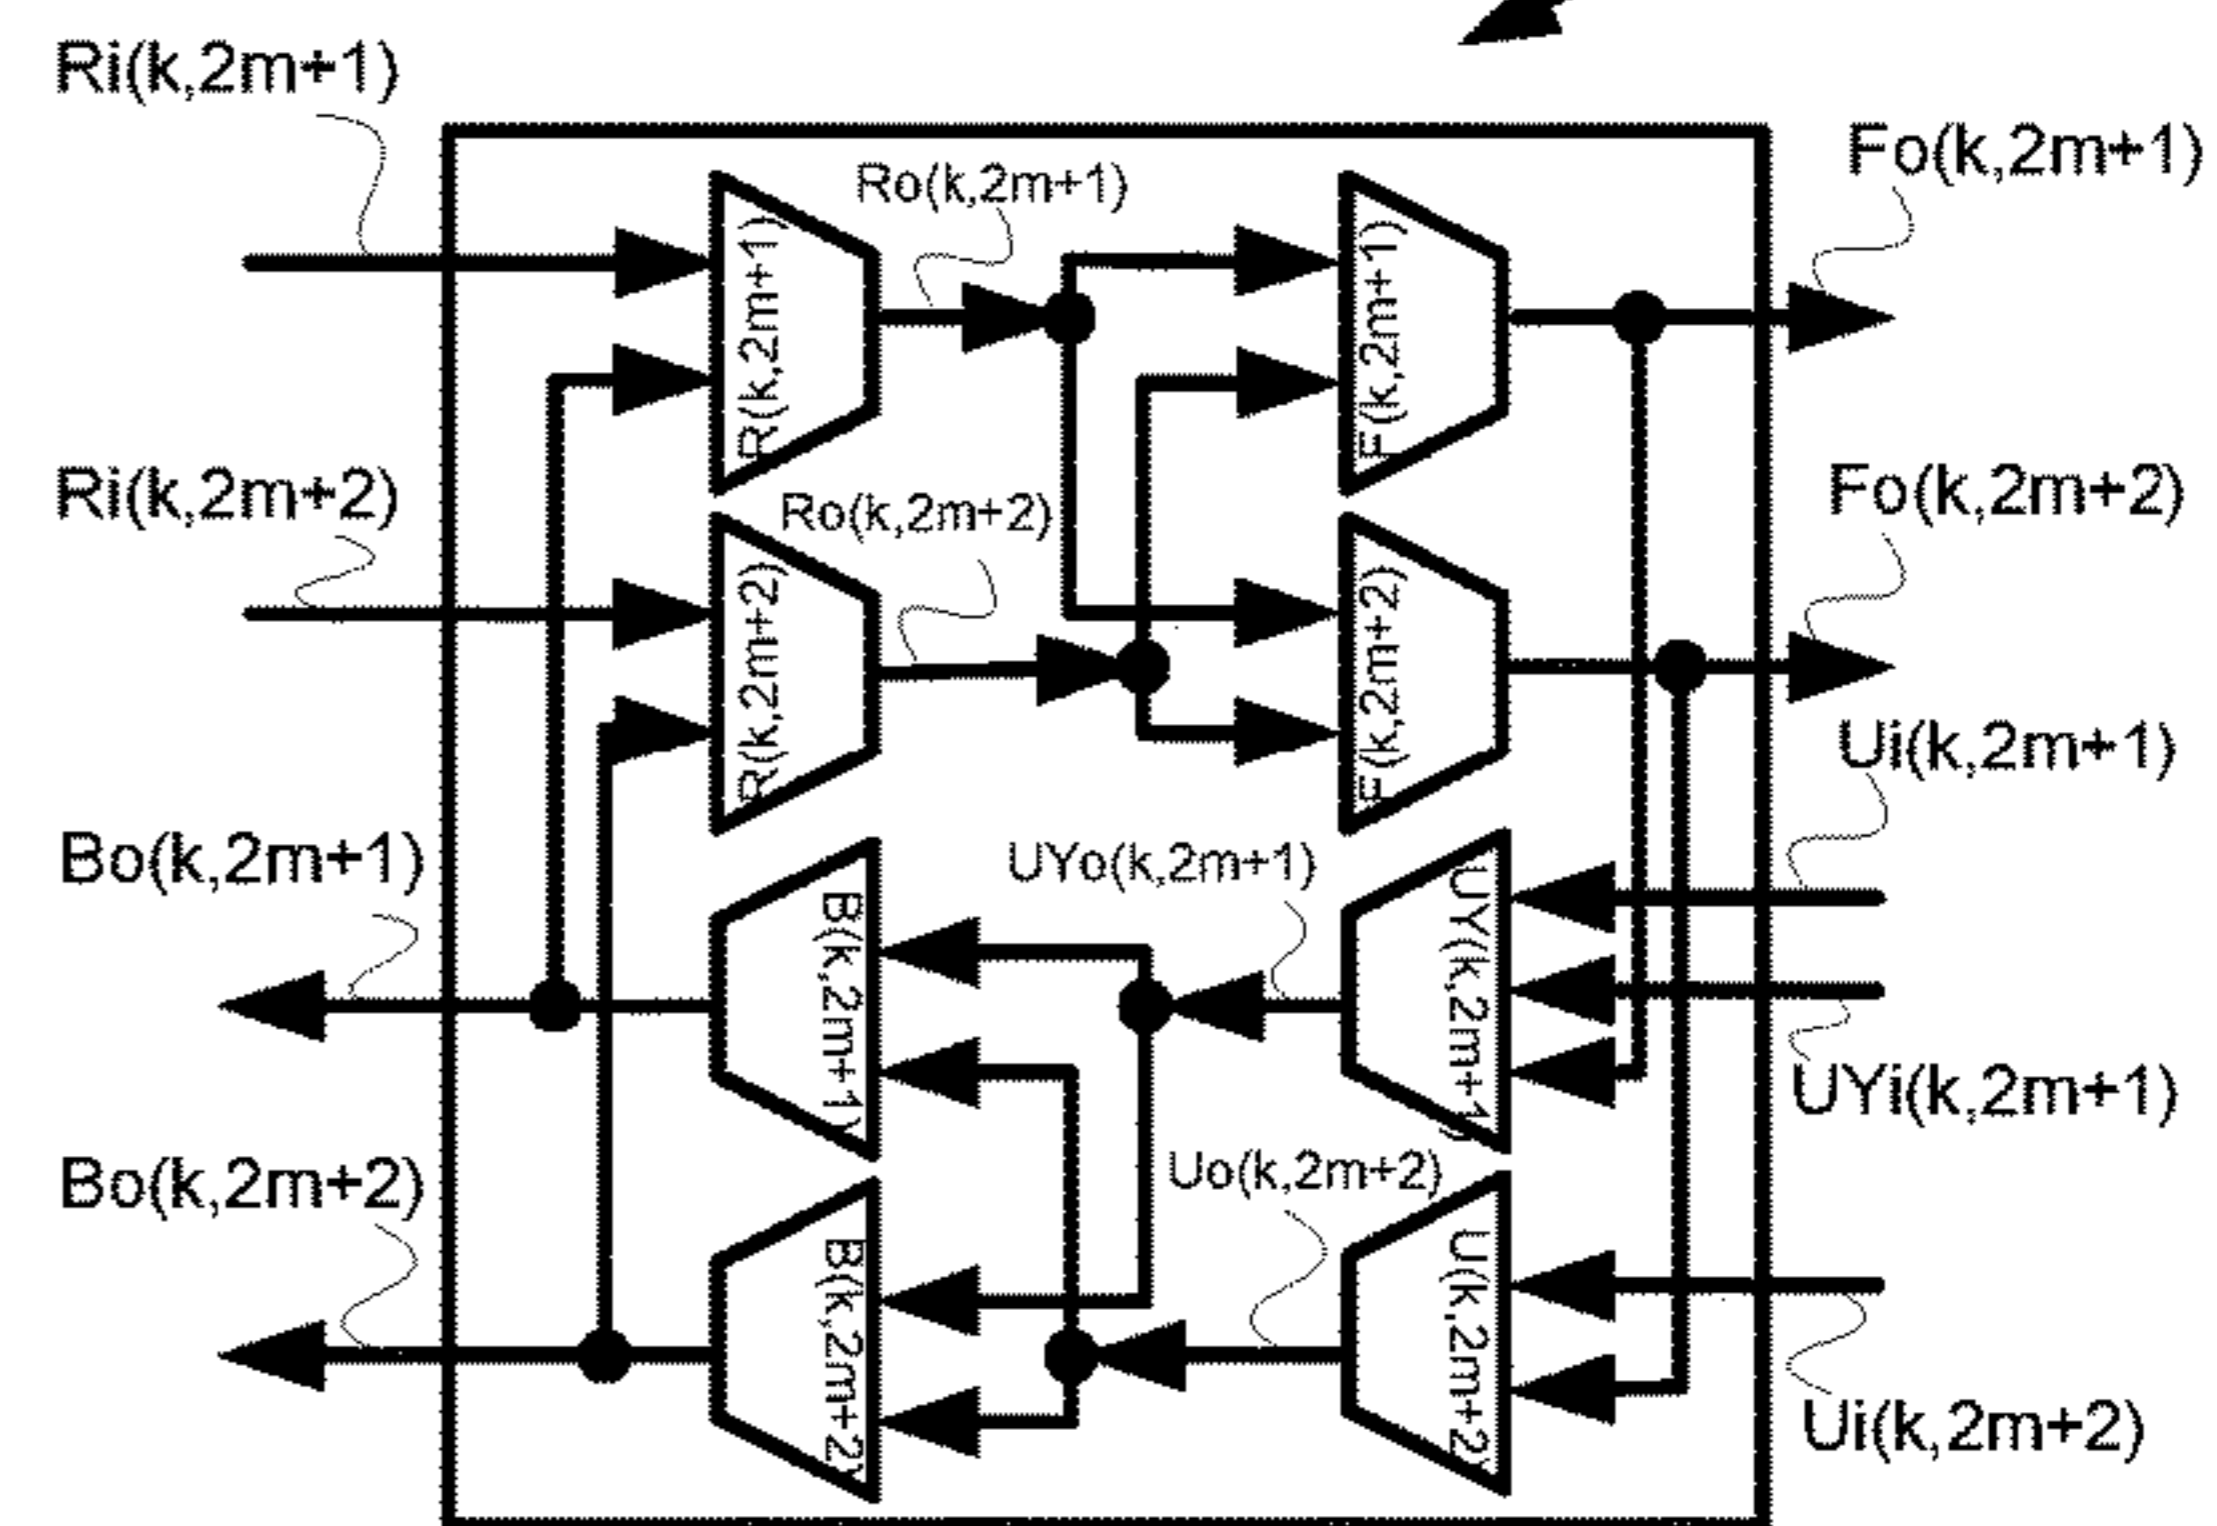 Ri(k,2m+1)
Fo(k,2m+1)
Ro(k,2m+1)
R(k,2m+1)
F(k,2m+1)
Ri(k,2m+2)
Ro(k,2m+2)
Fo(k,2m+2)
R(k,2m+2)
F(k,2m+2)
Ui(k,2m+1)
Bo(k,2m+1)
UYo(k,2m+1)
B(k,2m+1)
UY(k,2m+1)
UYi(k,2m+1)
Bo(k,2m+2)
Uo(k,2m+2)
B(k,2m+2)
U(k,2m+2)
Ui(k,2m+2)